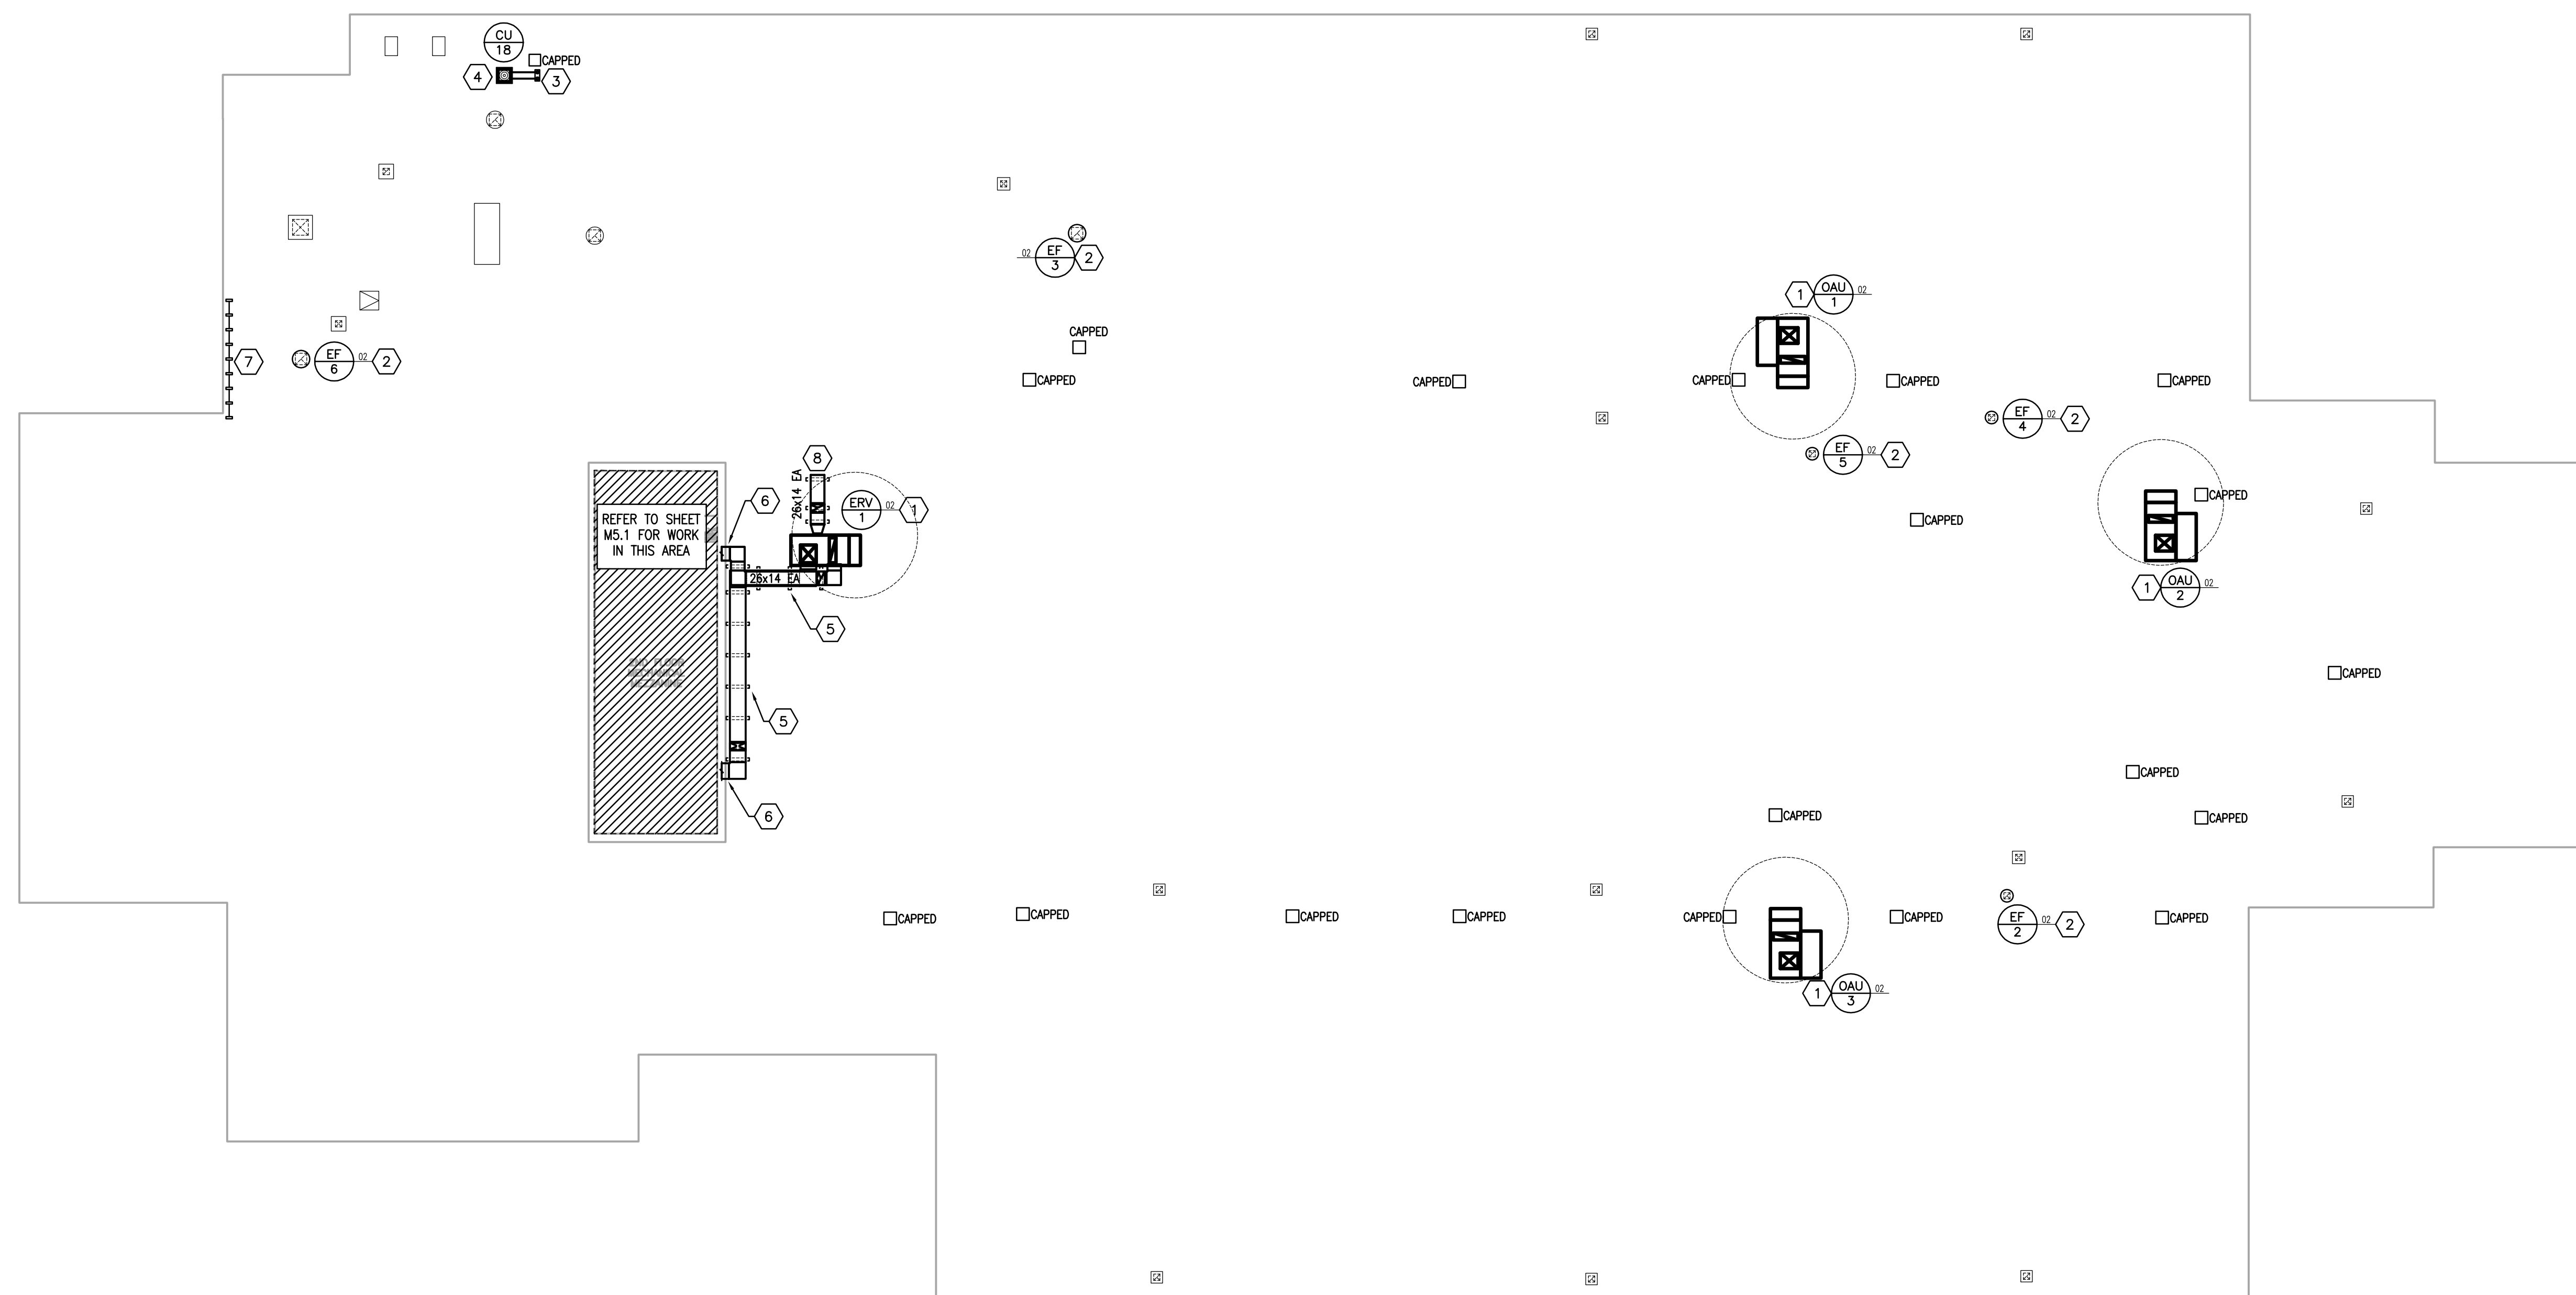 CU
18
CAPPED
4
3
02
EF
3
2
1
OAU
1
02
CAPPED
7
EF
6
02
2
CAPPED
CAPPED
CAPPED
CAPPED
CAPPED
EF
4
02
2
EF
5
02
2
8
26x14 EA
6
ERV
1
02
1
CAPPED
REFER TO SHEET
M5.1 FOR WORK
IN THIS AREA
CAPPED
26x14 EA
1
OAU
2
02
5
2ND FLOOR
MECHANICAL
MEZZANINE
CAPPED
5
CAPPED
6
CAPPED
CAPPED
CAPPED
CAPPED
CAPPED
CAPPED
CAPPED
CAPPED
EF
2
02
2
CAPPED
1
OAU
3
02